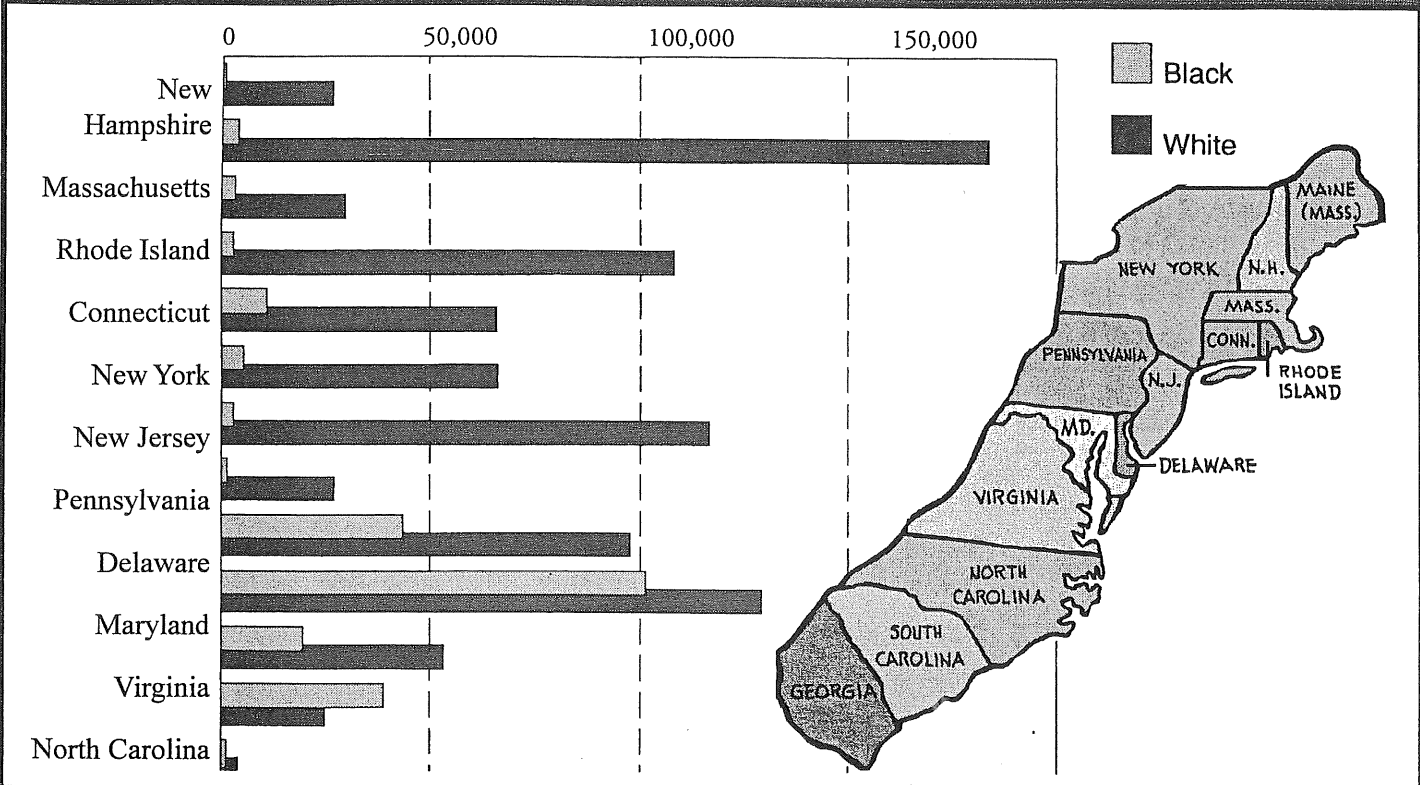 0 50,000 100,000 150,000
Black
White
New
Hampshire
Massachusetts
Rhode Island
Connecticut
New York
New Jersey
Pennsylvania
Delaware
Maryland
Virginia
North Carolina
MAINE
(MASS.)
NEW YORK
N.H.
MASS.
CONN.
RHODE
ISLAND
PENNSYLVANIA
N.J.
MD.
DELAWARE
VIRGINIA
NORTH
CAROLINA
SOUTH
CAROLINA
GEORGIA